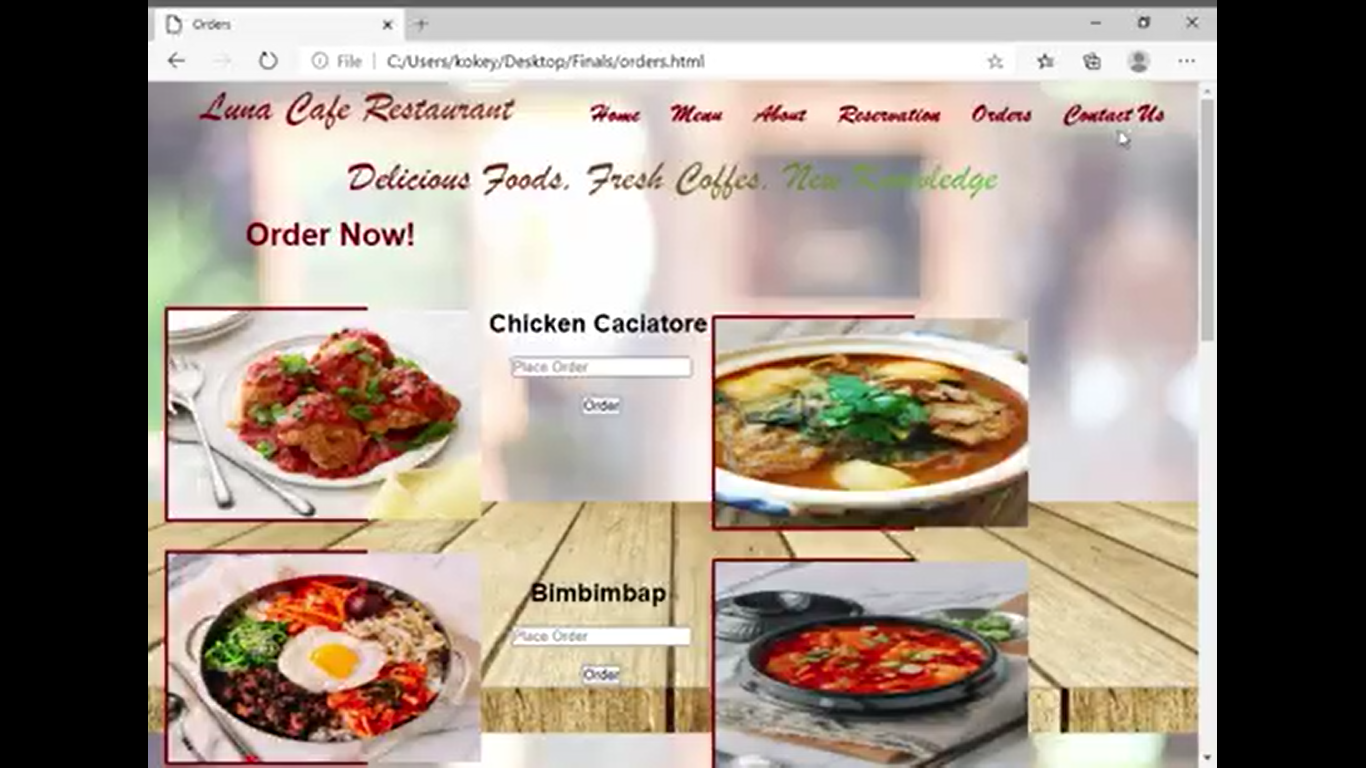 Orders
File C:/Users/kokey/Desktop/Finals/orders.html
Luna Cafe Restaurant Home Menu About Reservation Orders Contact Us
Delicious Foods, Fresh Coffes, New Knowledge
Order Now!
Chicken Caciatore
Place Order
Order
Bimbimbap
Place Order
Order